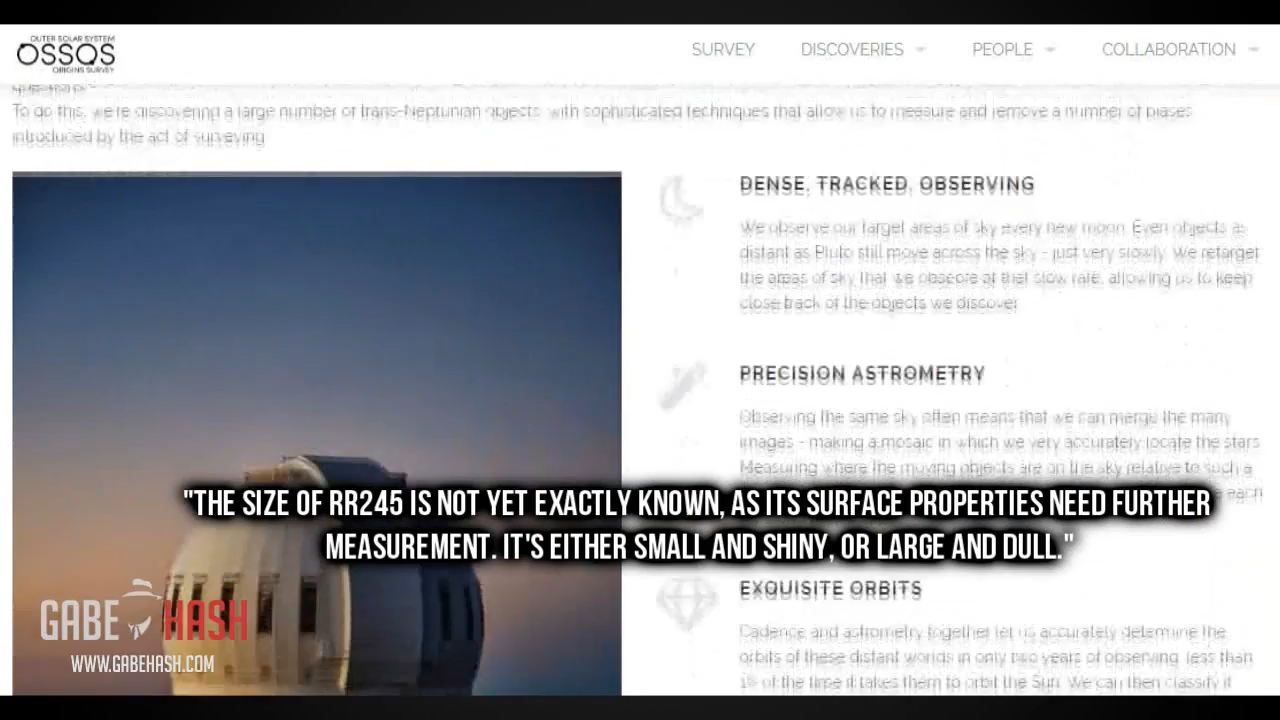 OUTER SOLAR SYSTEM
OSSOS
ORIGINS SURVEY
SURVEY
DISCOVERIES
PEOPLE
COLLABORATION
To do this, we're discovering a large number of trans-Neptunian objects, with sophisticated techniques that allow us to measure and remove a number of biases
introduced by the act of surveying
DENSE, TRACKED, OBSERVING
We observe our target areas of sky every new moon. Even objects as
distant as Pluto still move across the sky - just very slowly. We retarget
the areas of sky that we observe at that slow rate, allowing us to keep
close track of the objects we discover
PRECISION ASTROMETRY
Observing the same sky often means that we can merge the many
images - making a mosaic in which we very accurately locate the stars
Measuring where the moving objects are on the sky relative to such a
each
"THE SIZE OF RR245 IS NOT YET EXACTLY KNOWN, AS ITS SURFACE PROPERTIES NEED FURTHER
MEASUREMENT. IT'S EITHER SMALL AND SHINY, OR LARGE AND DULL."
EXQUISITE ORBITS
Cadence and astrometry together let us accurately determine the
orbits of these distant worlds in only two years of observing, less than
1% of the time it takes them to orbit the Sun. We can then classify it
GABE HASH
WWW.GABEHASH.COM